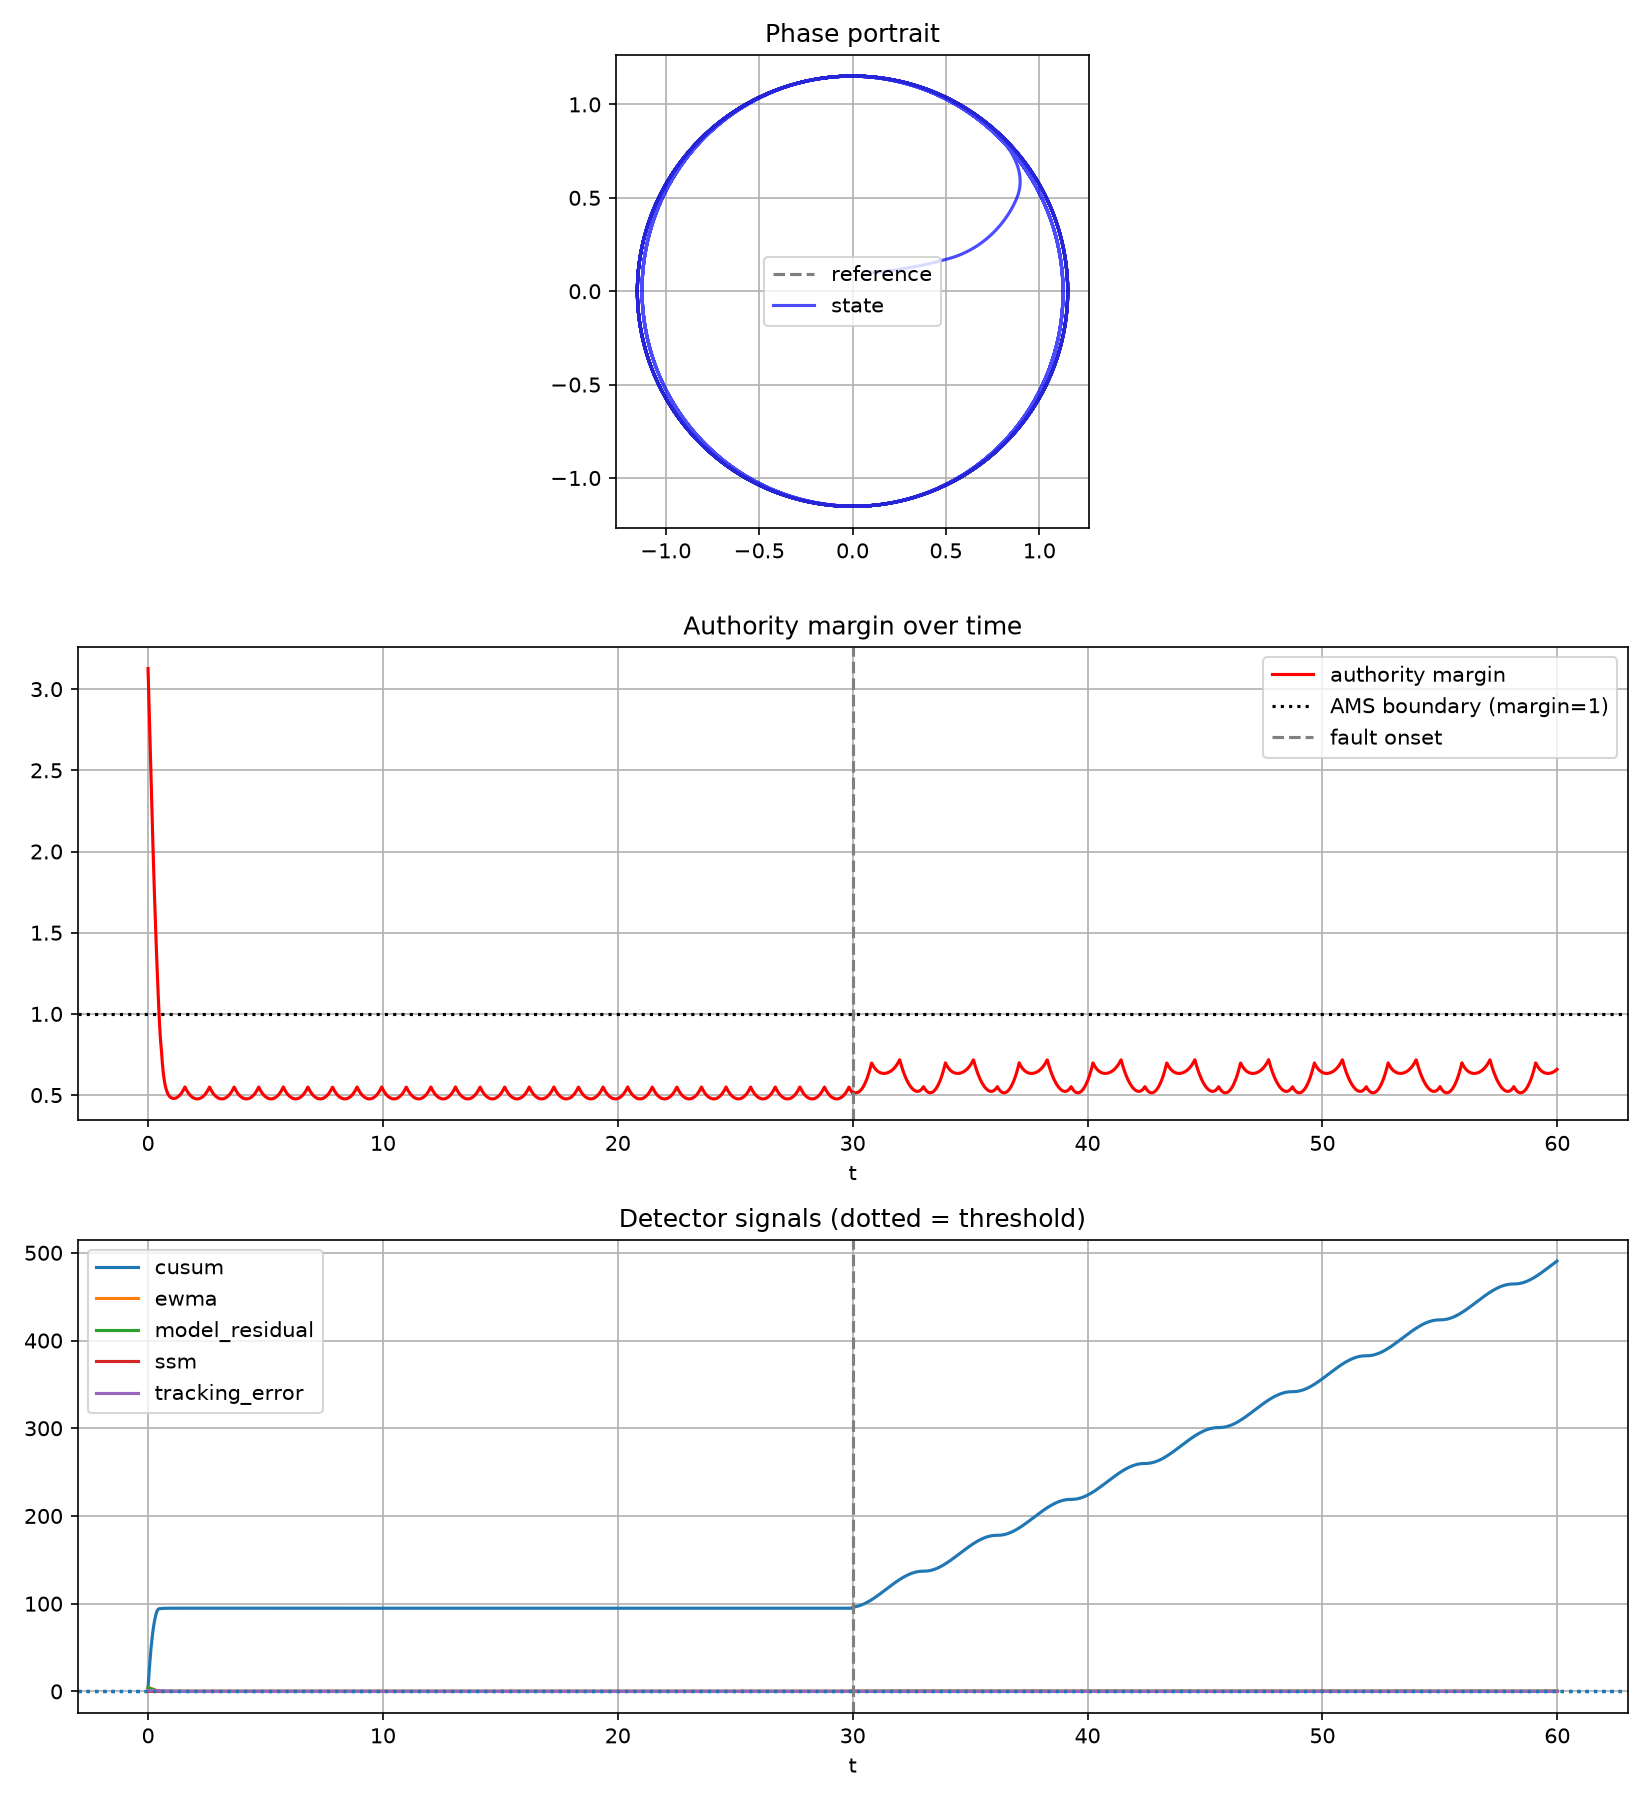 Phase portrait
1.0
0.5
0.0
−0.5
−1.0
reference
state
−1.0 −0.5 0.0 0.5 1.0
Authority margin over time
3.0
2.5
2.0
1.5
1.0
0.5
authority margin
AMS boundary (margin=1)
fault onset
0 10 20 30 40 50 60
t
Detector signals (dotted = threshold)
500
400
300
200
100
0
cusum
ewma
model_residual
ssm
tracking_error
0 10 20 30 40 50 60
t